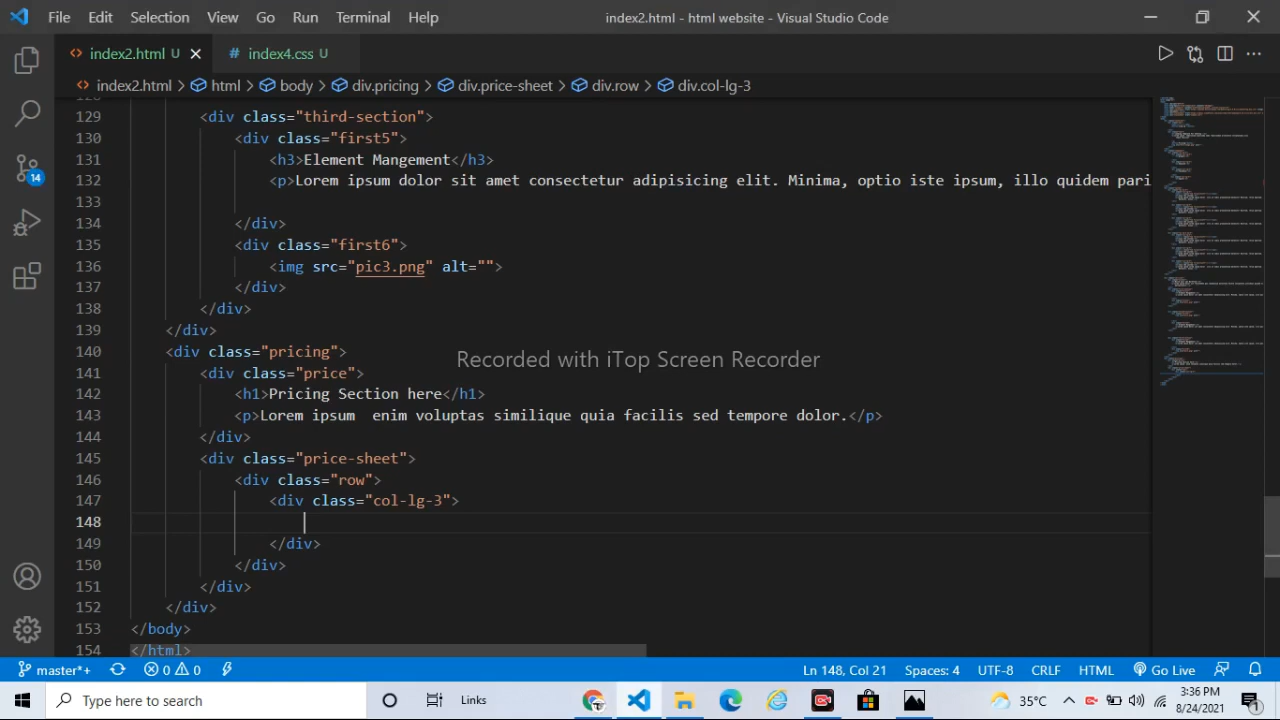 File Edit Selection View Go Run Terminal Help index2.html - html website - Visual Studio Code
index2.html U index4.css U
index2.html > html > body > div.pricing > div.price-sheet > div.row > div.col-lg-3
129 <div class="third-section">
130 <div class="first5">
131 <h3>Element Mangement</h3>
132 <p>Lorem ipsum dolor sit amet consectetur adipisicing elit. Minima, optio iste ipsum, illo quidem pari
133
134 </div>
135 <div class="first6">
136 <img src="pic3.png" alt="">
137 </div>
138 </div>
139 </div>
140 <div class="pricing">
Recorded with iTop Screen Recorder
141 <div class="price">
142 <h1>Pricing Section here</h1>
143 <p>Lorem ipsum  enim voluptas similique quia facilis sed tempore dolor.</p>
144 </div>
145 <div class="price-sheet">
146 <div class="row">
147 <div class="col-lg-3">
148
149 </div>
150 </div>
151 </div>
152 </div>
153 </body>
154 </html>
14
master*+ 0 0 Ln 148, Col 21 Spaces: 4 UTF-8 CRLF HTML Go Live
Type here to search Links 35°C 3:36 PM
8/24/2021 1